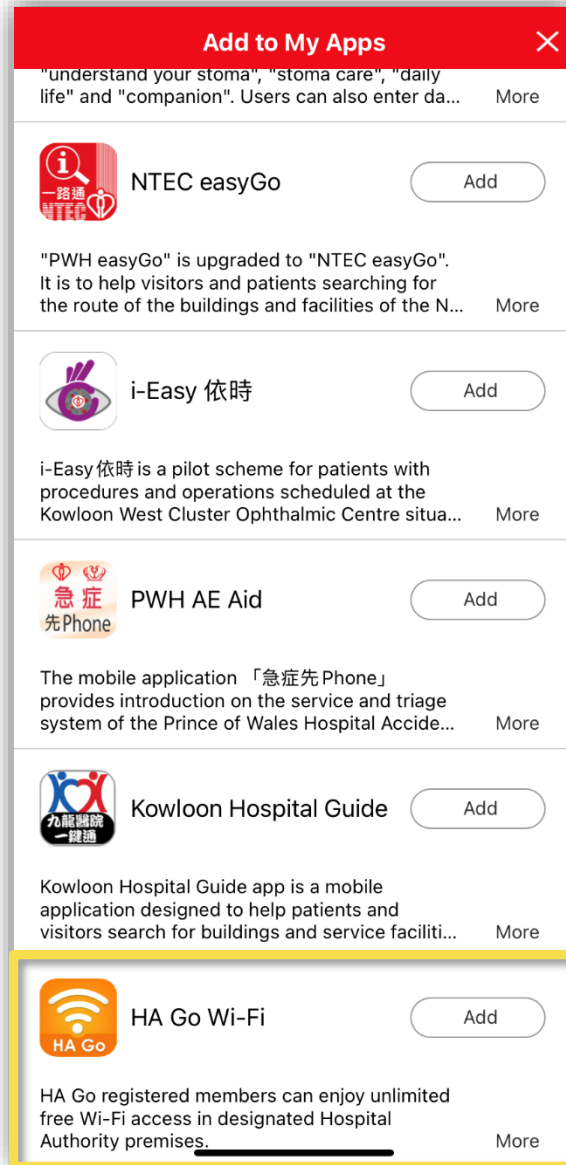 Add to My Apps
"understand your stoma", "stoma care", "daily
life" and "companion". Users can also enter da... More
i
一路通
NTEC
NTEC easyGo
Add
"PWH easyGo" is upgraded to "NTEC easyGo".
It is to help visitors and patients searching for
the route of the buildings and facilities of the N... More
i-Easy 依時
Add
i-Easy依時is a pilot scheme for patients with
procedures and operations scheduled at the
Kowloon West Cluster Ophthalmic Centre situa... More
急症
先Phone
PWH AE Aid
Add
The mobile application 「急症先Phone」
provides introduction on the service and triage
system of the Prince of Wales Hospital Accide... More
九龍醫院
一鍵通
Kowloon Hospital Guide
Add
Kowloon Hospital Guide app is a mobile
application designed to help patients and
visitors search for buildings and service faciliti... More
HA Go
HA Go Wi-Fi
Add
HA Go registered members can enjoy unlimited
free Wi-Fi access in designated Hospital
Authority premises. More